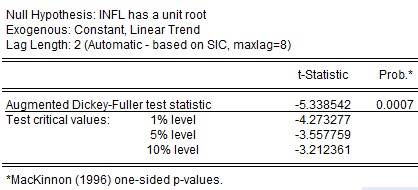 Null Hypothesis: INFL has a unit root
Exogenous: Constant, Linear Trend
Lag Length: 2 (Automatic - based on SIC, maxlag=8)
t-Statistic Prob.*
Augmented Dickey-Fuller test statistic -5.338542 0.0007
Test critical values: 1% level -4.273277
5% level -3.557759
10% level -3.212361
*MacKinnon (1996) one-sided p-values.